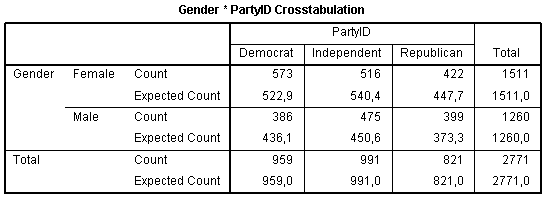 Gender * PartyID Crosstabulation
PartyID
Democrat Independent Republican Total
Gender Female Count 573 516 422 1511
Expected Count 522,9 540,4 447,7 1511,0
Male Count 386 475 399 1260
Expected Count 436,1 450,6 373,3 1260,0
Total Count 959 991 821 2771
Expected Count 959,0 991,0 821,0 2771,0